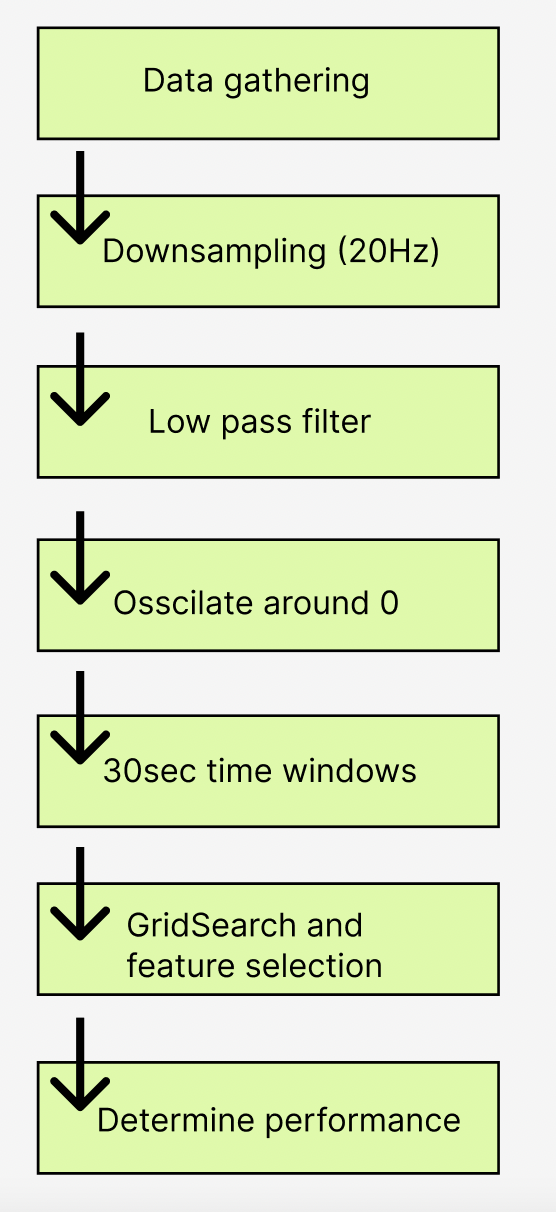 Data gathering
Downsampling (20Hz)
Low pass filter
Osscilate around 0
30sec time windows
GridSearch and
feature selection
Determine performance